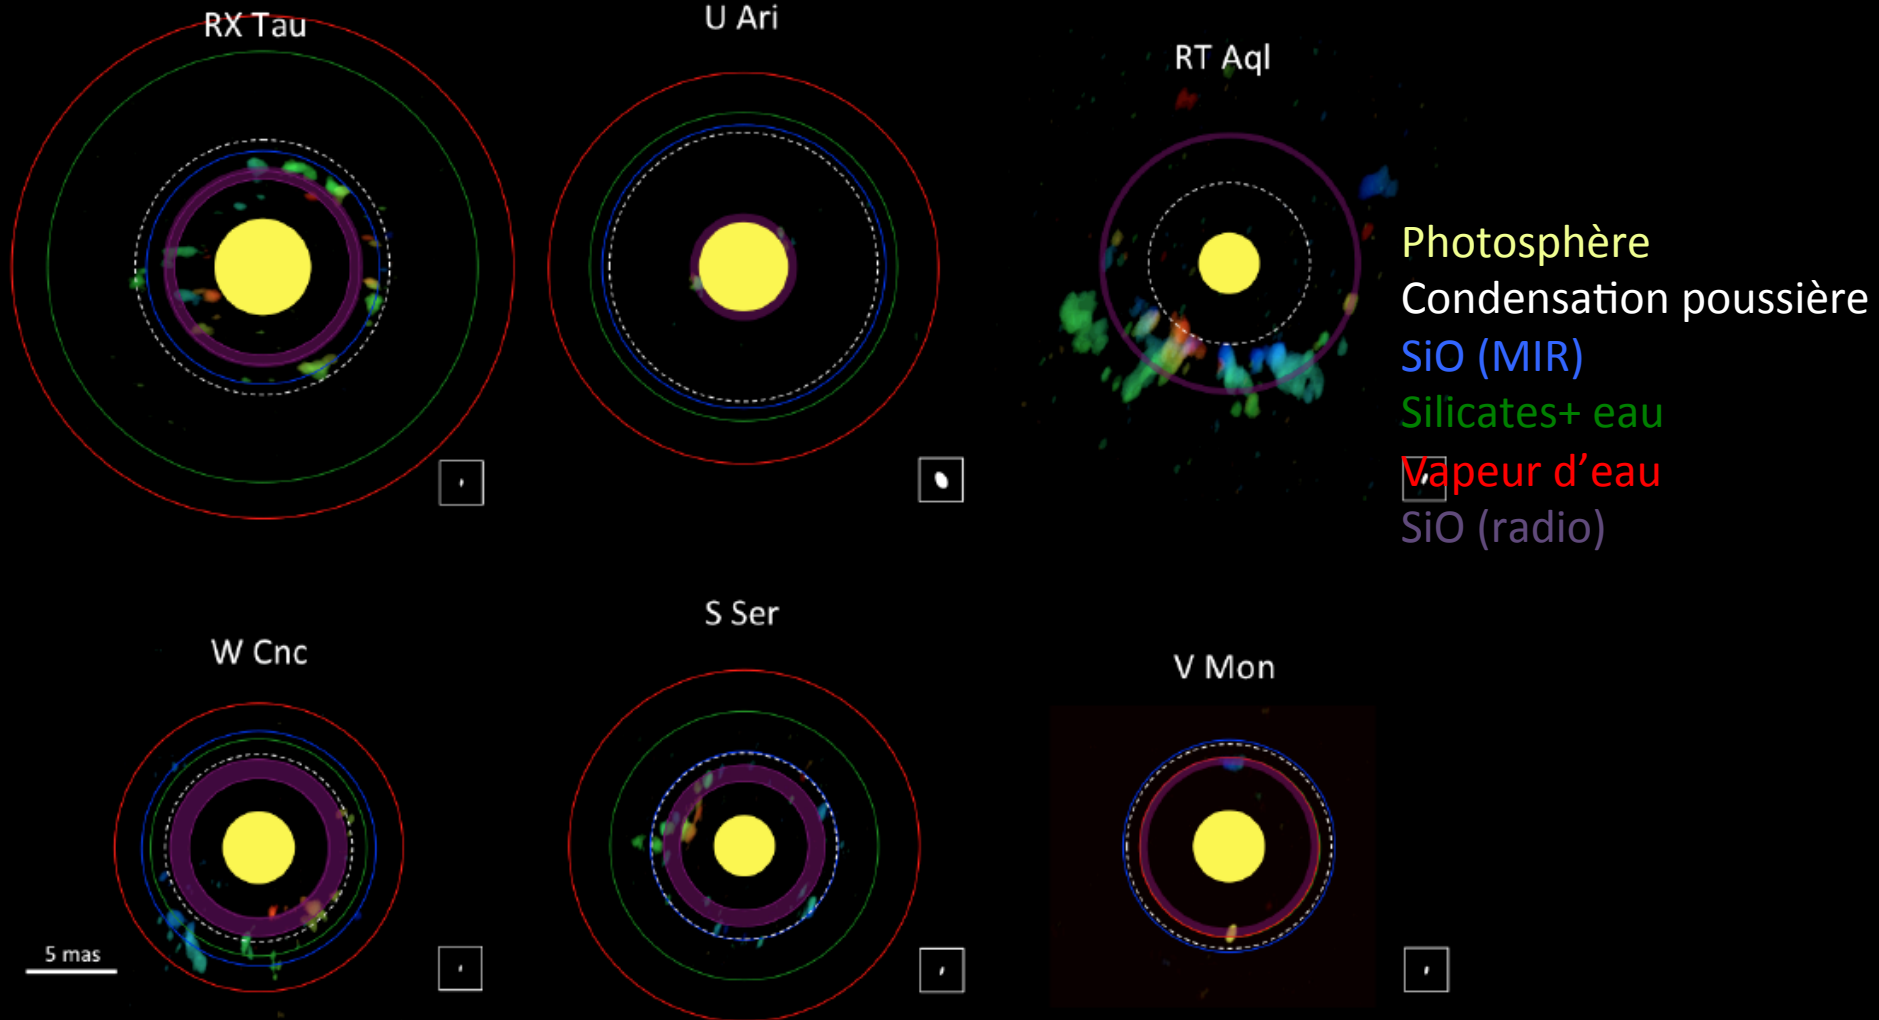 RX Tau
U Ari
RT Aql
Photosphère
Condensation poussière
SiO (MIR)
Silicates+ eau
Vapeur d’eau
SiO (radio)
W Cnc
S Ser
V Mon
5 mas